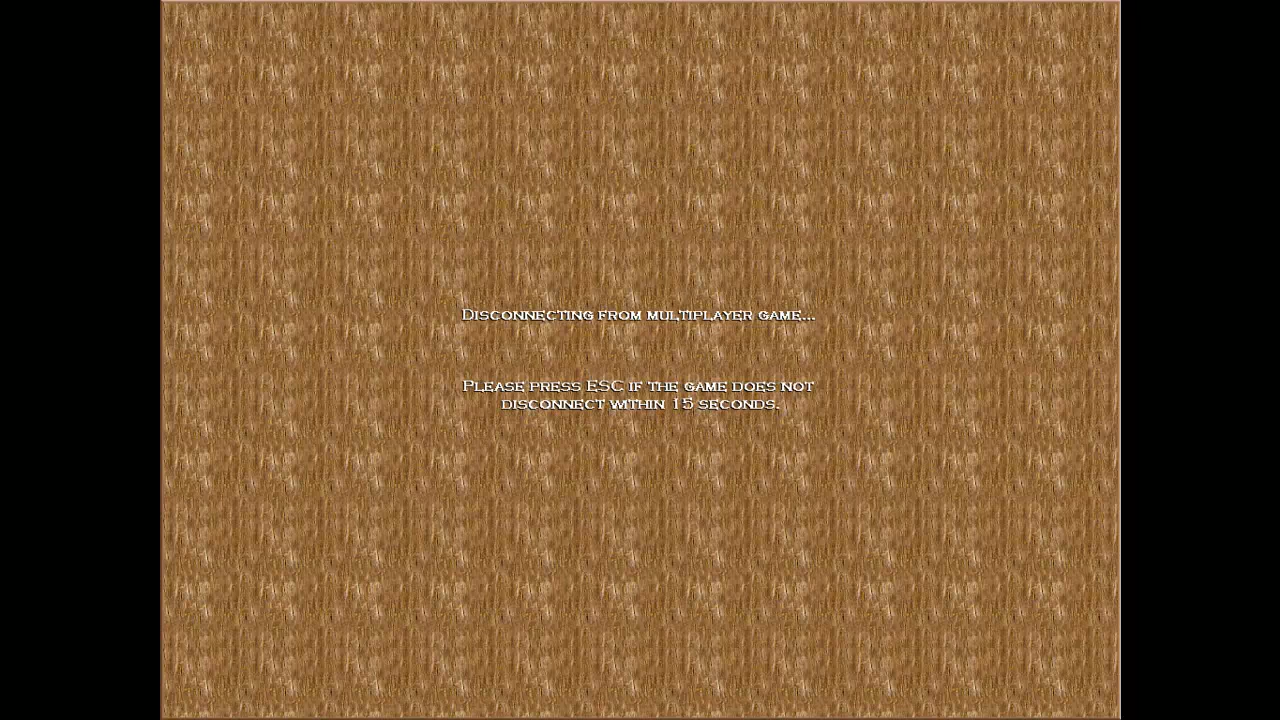 Disconnecting from multiplayer game...
Please press ESC if the game does not
disconnect within 15 seconds.